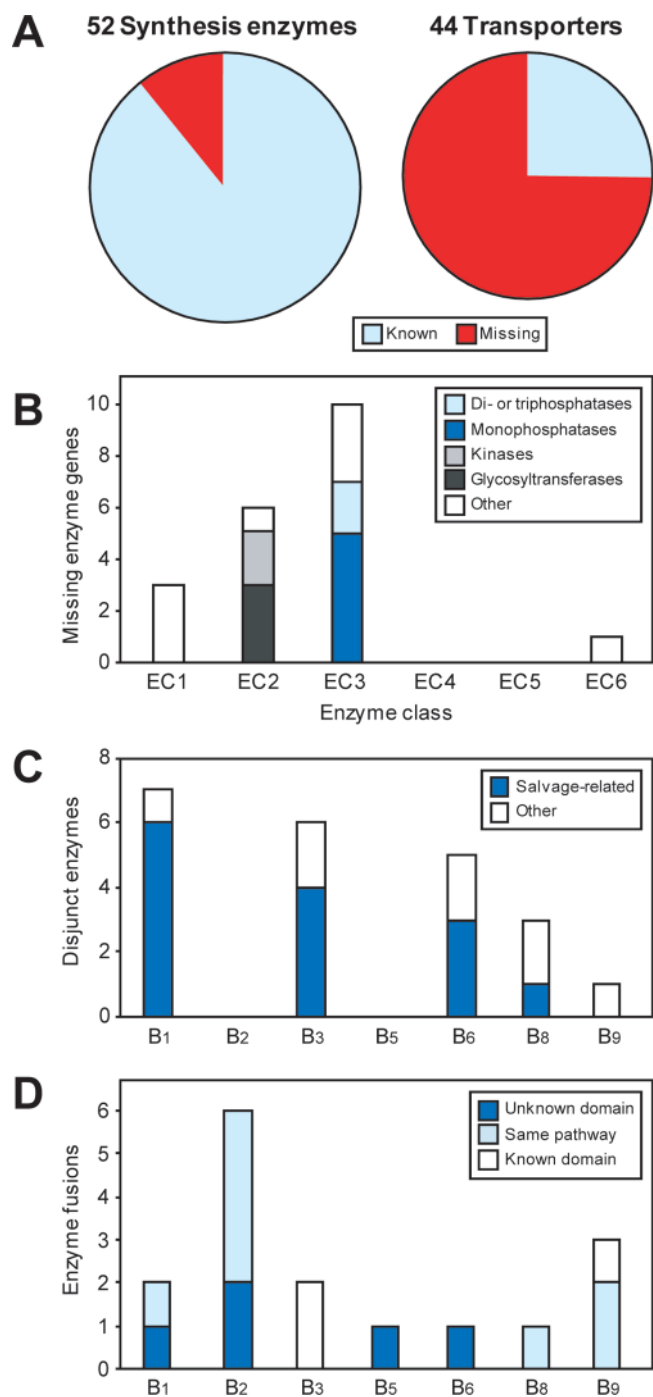 A
52 Synthesis enzymes
44 Transporters
Known
Missing
B
Missing enzyme genes
10
8
6
4
2
0
Di- or triphosphatases
Monophosphatases
Kinases
Glycosyltransferases
Other
EC1 EC2 EC3 EC4 EC5 EC6
Enzyme class
C
Disjunct enzymes
8
6
4
2
0
Salvage-related
Other
B1 B2 B3 B5 B6 B8 B9
D
Enzyme fusions
6
5
4
3
2
1
0
Unknown domain
Same pathway
Known domain
B1 B2 B3 B5 B6 B8 B9